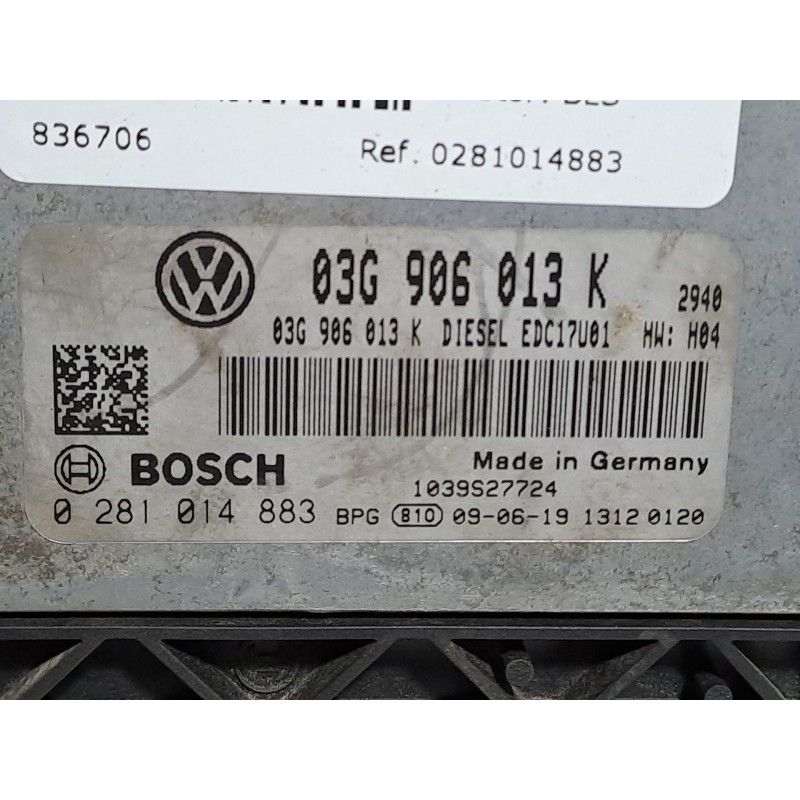 836706
Ref. 0281014883
03G 906 013 K 2940
03G 906 013 K DIESEL EDC17U01 HW: H04
BOSCH
Made in Germany
1039S27724
0 281 014 883 BPG 810 09-06-19 1312 0120